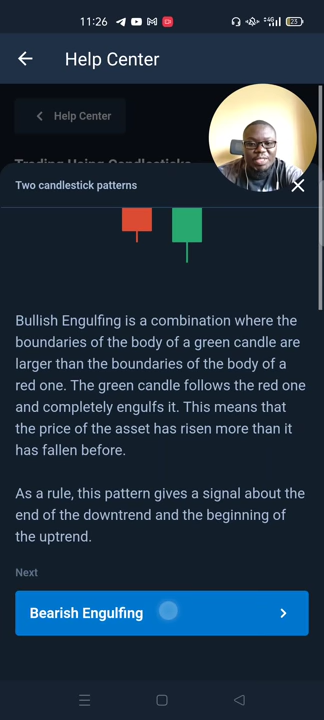 11:26
Help Center
Help Center
Trading Using Candlesticks
Two candlestick patterns
Bullish Engulfing is a combination where the
boundaries of the body of a green candle are
larger than the boundaries of the body of a
red one. The green candle follows the red one
and completely engulfs it. This means that
the price of the asset has risen more than it
has fallen before.
As a rule, this pattern gives a signal about the
end of the downtrend and the beginning of
the uptrend.
Next
Bearish Engulfing